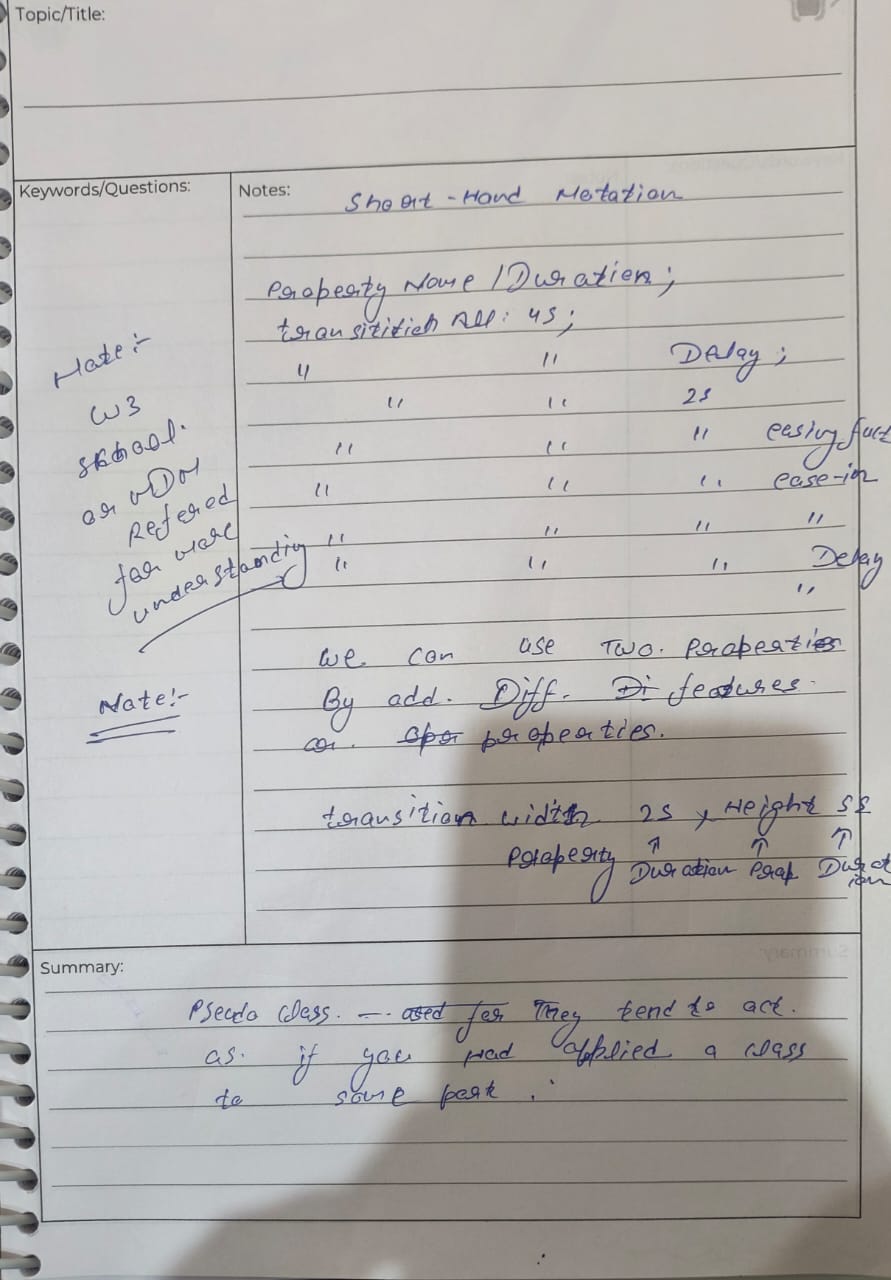 Topic/Title:
Keywords/Questions:
Notes:
Short-Hand Notation
Property Name / Duration;
transititich All: 4s;
" " Delay;
" " 2s
" " " easing func
" " " ease-in
" " " "
" " " Delay
"
Note:-
W3
school.
or MDN
Refered
for more
understanding
Note:-
We can use Two. Properties
By add. Diff. Di features.
or. properties.
transition width 2s, Height 5s
Property ↑ Duration ↑ Prop ↑ Durat
ion
Summary:
Pseudo Class. — used for They tend to act.
as. if you Had applied a class
to some part.